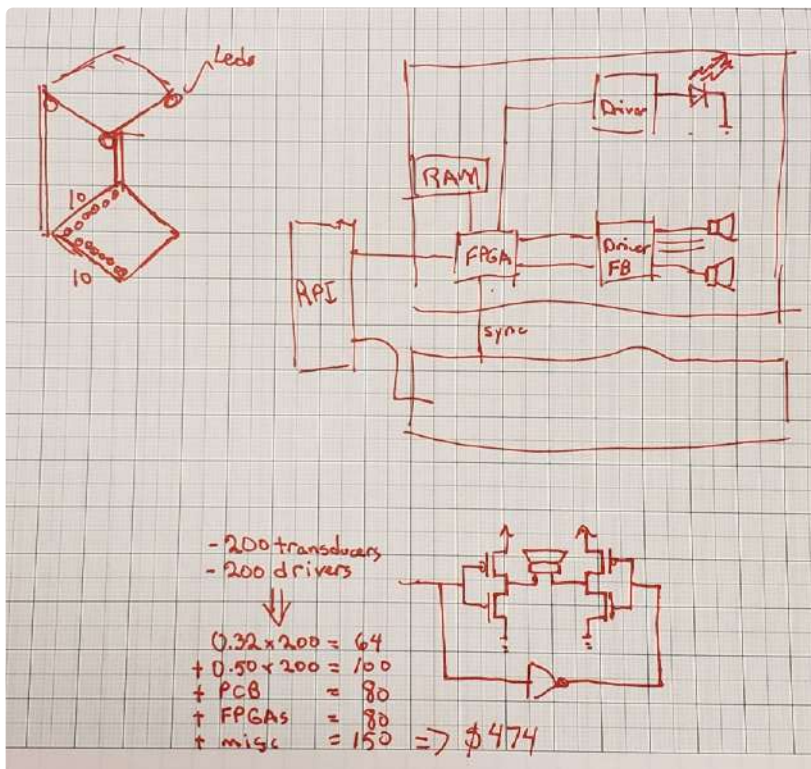 Leds
Driver
RAM
10
10
RPI
FPGA
Driver
FB
sync
- 200 transducers
- 200 drivers
0.32 x 200 = 64
+ 0.50 x 200 = 100
+ PCB = 80
+ FPGAs = 80
+ misc = 150 => $474